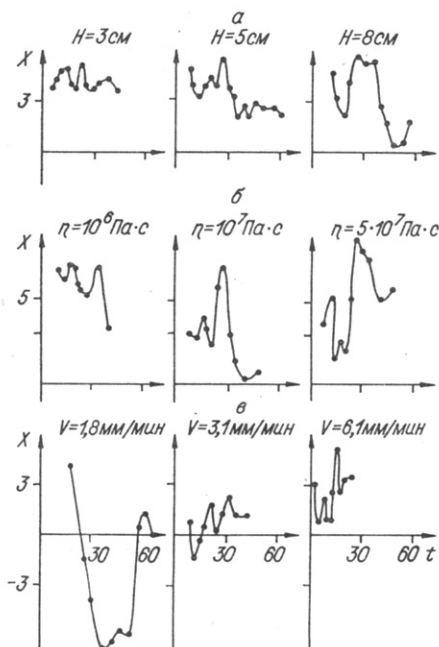 а
H=3см H=5см H=8см
X
3
б
η=10⁶Па·с η=10⁷Па·с η=5·10⁷Па·с
X
5
в
V=1,8мм/мин V=3,1мм/мин V=6,1мм/мин
X
3
30 60 30 60 30 60 t
-3